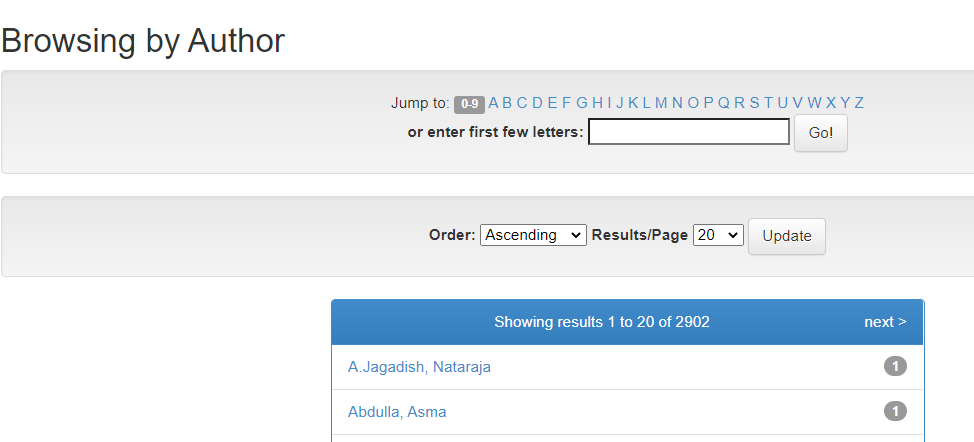 Browsing by Author
Jump to: 0-9 A B C D E F G H I J K L M N O P Q R S T U V W X Y Z
or enter first few letters: Go!
Order: Ascending Results/Page 20 Update
Showing results 1 to 20 of 2902 next >
A.Jagadish, Nataraja 1
Abdulla, Asma 1